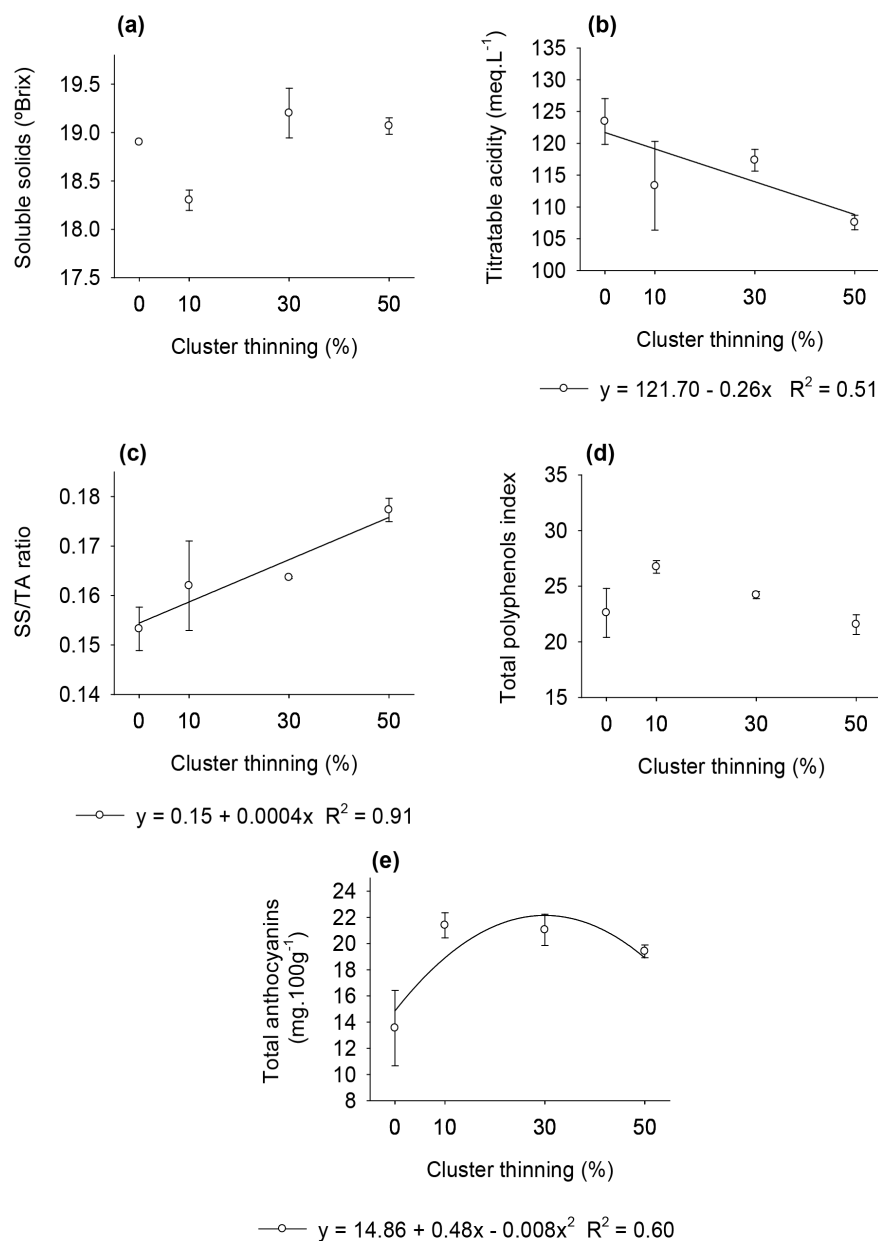 (a)
Soluble solids (ºBrix)
19.5
19.0
18.5
18.0
17.5
0 10 30 50
Cluster thinning (%)
(b)
Titratable acidity (meq.L⁻¹)
135
130
125
120
115
110
105
100
0 10 30 50
Cluster thinning (%)
y = 121.70 - 0.26x R² = 0.51
(c)
SS/TA ratio
0.18
0.17
0.16
0.15
0.14
0 10 30 50
Cluster thinning (%)
y = 0.15 + 0.0004x R² = 0.91
(d)
Total polyphenols index
35
30
25
20
15
0 10 30 50
Cluster thinning (%)
(e)
Total anthocyanins
(mg.100g⁻¹)
24
22
20
18
16
14
12
10
8
0 10 30 50
Cluster thinning (%)
y = 14.86 + 0.48x - 0.008x² R² = 0.60